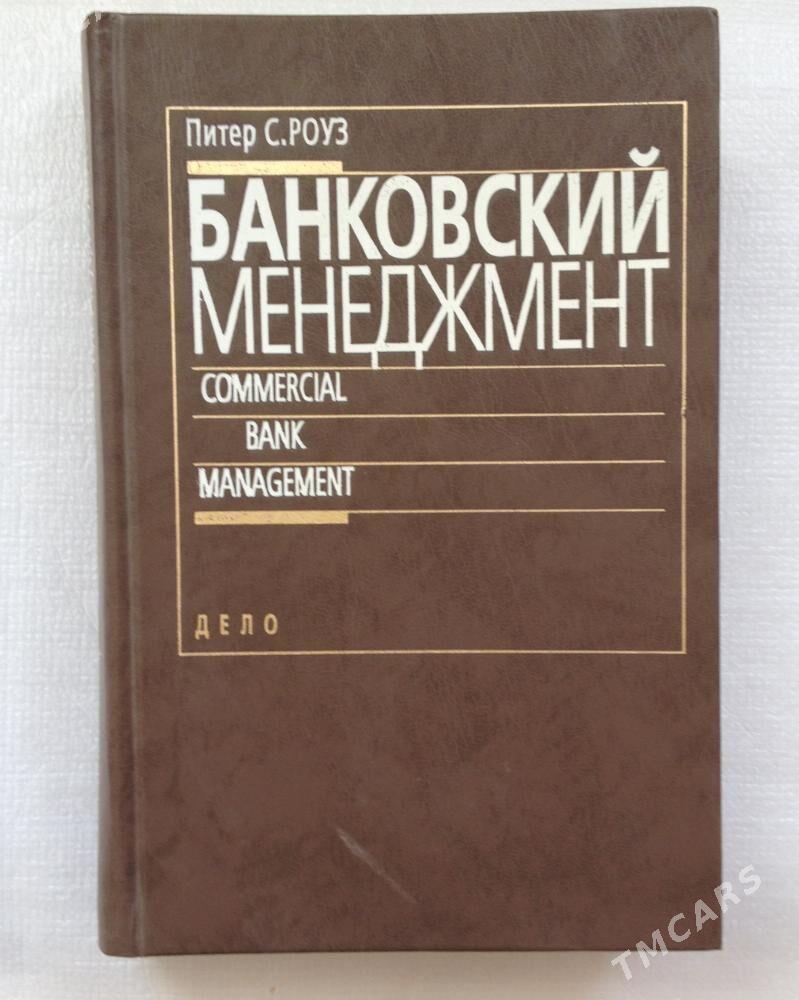 Питер С.РОУЗ
БАНКОВСКИЙ
МЕНЕДЖМЕНТ
COMMERCIAL
BANK
MANAGEMENT
ДЕЛО
TMCARS